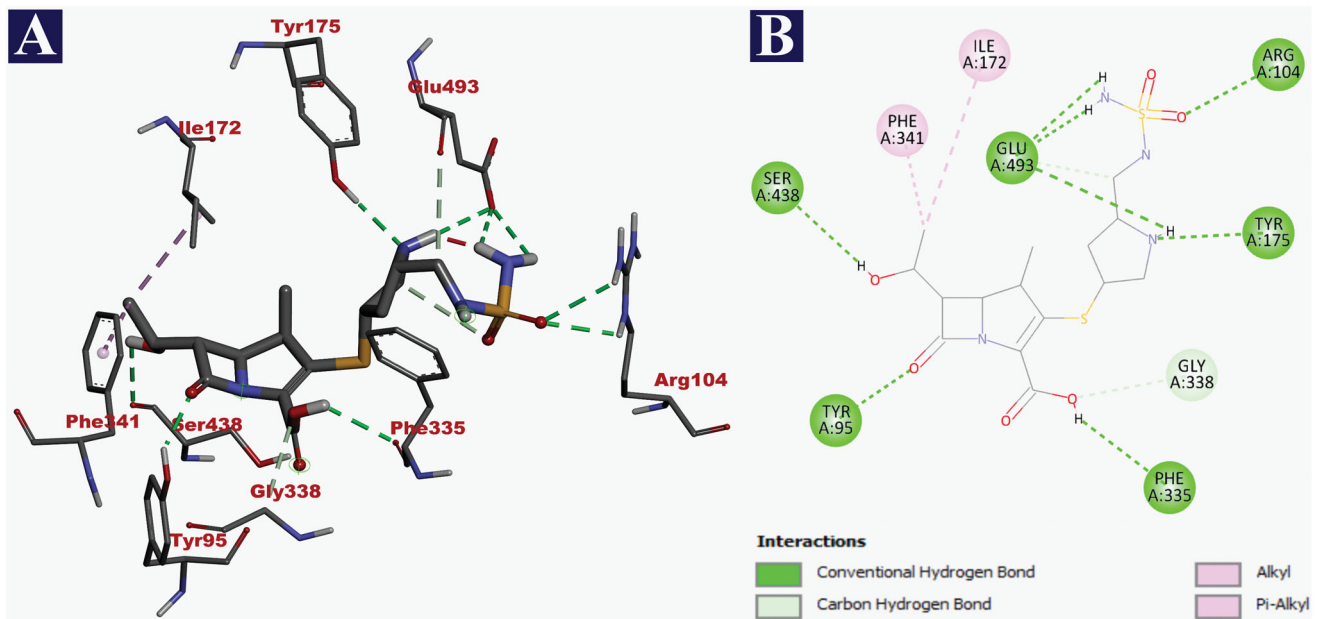 A
Tyr175
Glu493
Ile172
Arg104
Phe341
Ser438
Phe335
Gly338
Tyr95
B
ILE
A:172
ARG
A:104
PHE
A:341
GLU
A:493
SER
A:438
TYR
A:175
GLY
A:338
TYR
A:95
PHE
A:335
H
N
H
O
S
O
N
H
N
H
O
S
N
O
O
O
H
Interactions
Conventional Hydrogen Bond
Carbon Hydrogen Bond
Alkyl
Pi-Alkyl